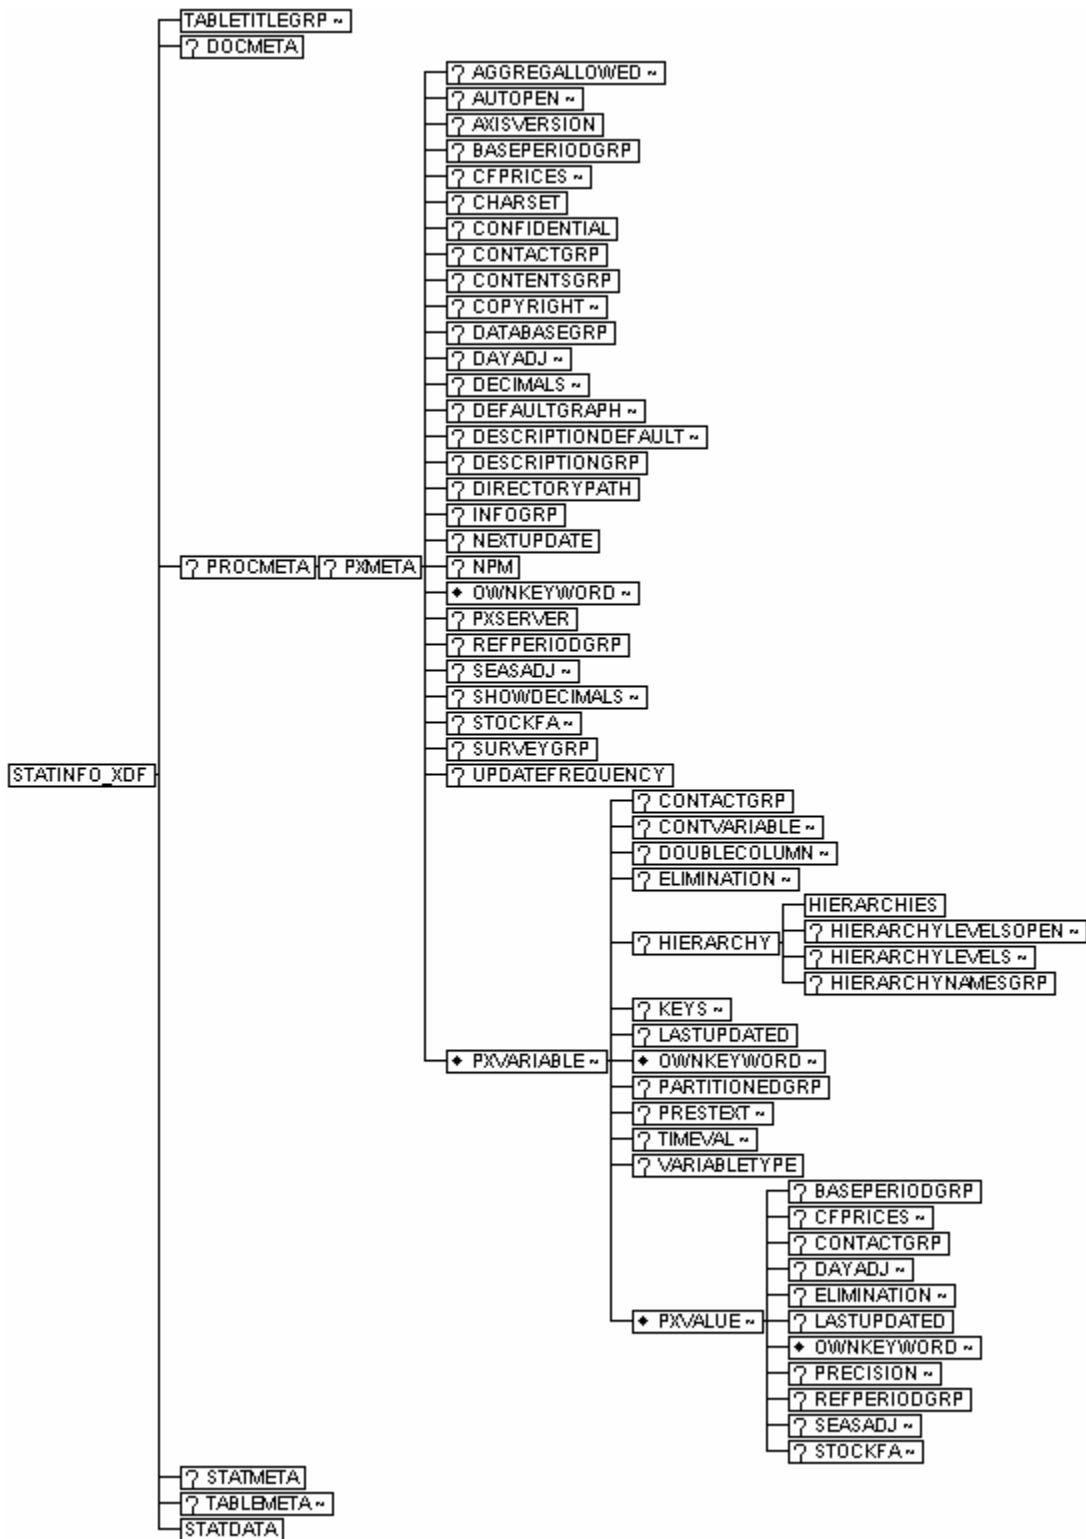 TABLETITLEGRP ~
? DOCMETA
? AGGREGALLOWED ~
? AUTOPEN ~
? AXISVERSION
? BASEPERIODGRP
? CFPRICES ~
? CHARSET
? CONFIDENTIAL
? CONTACTGRP
? CONTENTSGRP
? COPYRIGHT ~
? DATABASEGRP
? DAYADJ ~
? DECIMALS ~
? DEFAULTGRAPH ~
? DESCRIPTIONDEFAULT ~
? DESCRIPTIONGRP
? DIRECTORYPATH
? INFOGRP
? NEXTUPDATE
? PROCMETA ? PXMETA ? NPM
◆ OWNKEYWORD ~
? PXSERVER
? REFPERIODGRP
? SEASADJ ~
? SHOWDECIMALS ~
? STOCKFA ~
? SURVEYGRP
STATINFO_XDF ? UPDATEFREQUENCY
? CONTACTGRP
? CONTVARIABLE ~
? DOUBLECOLUMN ~
? ELIMINATION ~
HIERARCHIES
? HIERARCHYLEVELSOPEN ~
? HIERARCHY
? HIERARCHYLEVELS ~
? HIERARCHYNAMESGRP
? KEYS ~
? LASTUPDATED
◆ PXVARIABLE ~ ◆ OWNKEYWORD ~
? PARTITIONEDGRP
? PRESTEXT ~
? TIMEVAL ~
? VARIABLETYPE
? BASEPERIODGRP
? CFPRICES ~
? CONTACTGRP
? DAYADJ ~
? ELIMINATION ~
◆ PXVALUE ~ ? LASTUPDATED
◆ OWNKEYWORD ~
? PRECISION ~
? REFPERIODGRP
? SEASADJ ~
? STOCKFA ~
? STATMETA
? TABLEMETA ~
STATDATA